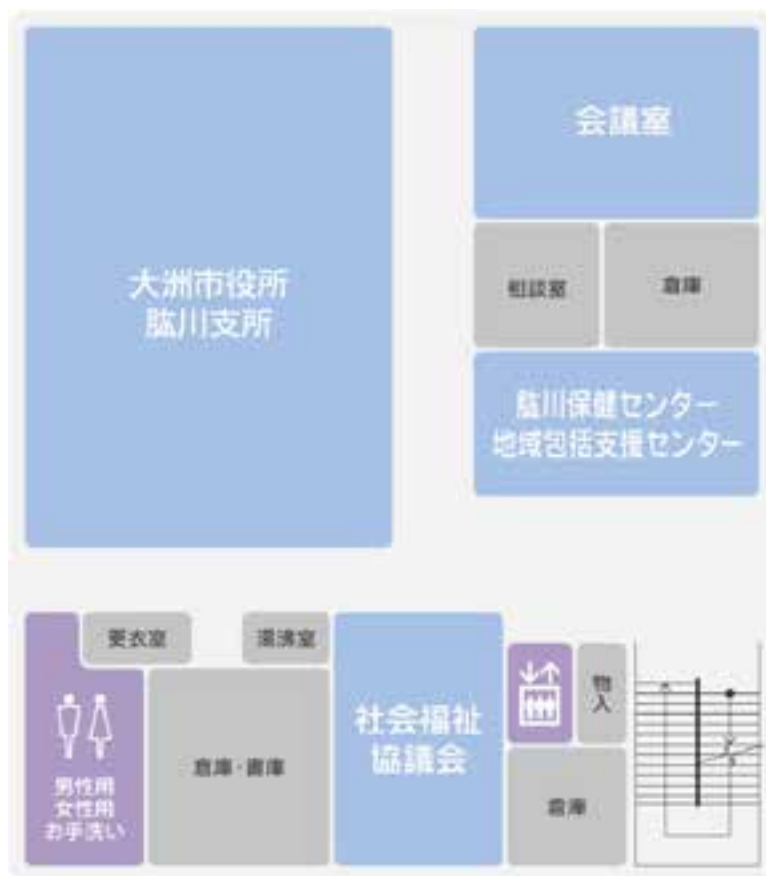 会議室
大洲市役所
肱川支所
相談室
倉庫
肱川保健センター
地域包括支援センター
更衣室
湯沸室
物入
社会福祉
協議会
倉庫・書庫
男性用
女性用
お手洗い
倉庫